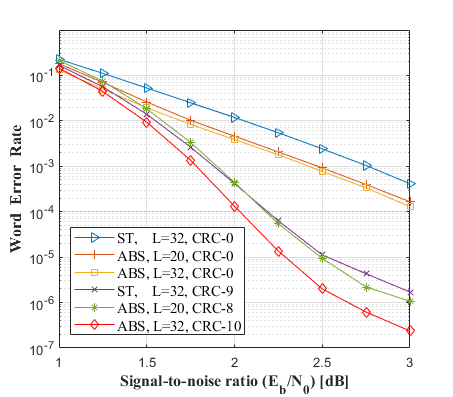 10^-1
10^-2
10^-3
10^-4
10^-5
10^-6
10^-7
Word Error Rate
ST, L=32, CRC-0
ABS, L=20, CRC-0
ABS, L=32, CRC-0
ST, L=32, CRC-9
ABS, L=20, CRC-8
ABS, L=32, CRC-10
1 1.5 2 2.5 3
Signal-to-noise ratio (E_b/N_0) [dB]